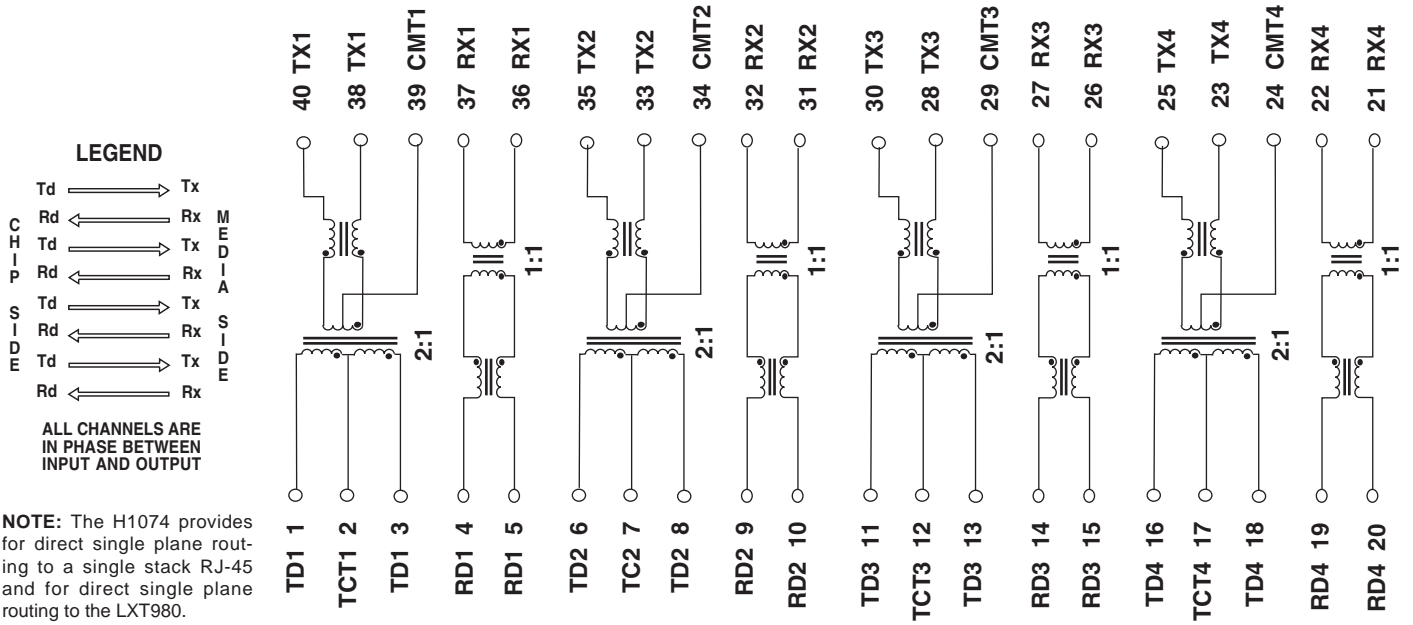 40 TX1
38 TX1
39 CMT1
37 RX1
36 RX1
35 TX2
33 TX2
34 CMT2
32 RX2
31 RX2
30 TX3
28 TX3
29 CMT3
27 RX3
26 RX3
25 TX4
23 TX4
24 CMT4
22 RX4
21 RX4
LEGEND
CHIP SIDE
MEDIA SIDE
Td Tx
Rd Rx
Td Tx
Rd Rx
Td Tx
Rd Rx
Td Tx
Rd Rx
ALL CHANNELS ARE
IN PHASE BETWEEN
INPUT AND OUTPUT
2:1
1:1
2:1
1:1
2:1
1:1
2:1
1:1
NOTE: The H1074 provides
for direct single plane rout-
ing to a single stack RJ-45
and for direct single plane
routing to the LXT980.
TD1 1
TCT1 2
TD1 3
RD1 4
RD1 5
TD2 6
TC2 7
TD2 8
RD2 9
RD2 10
TD3 11
TCT3 12
TD3 13
RD3 14
RD3 15
TD4 16
TCT4 17
TD4 18
RD4 19
RD4 20